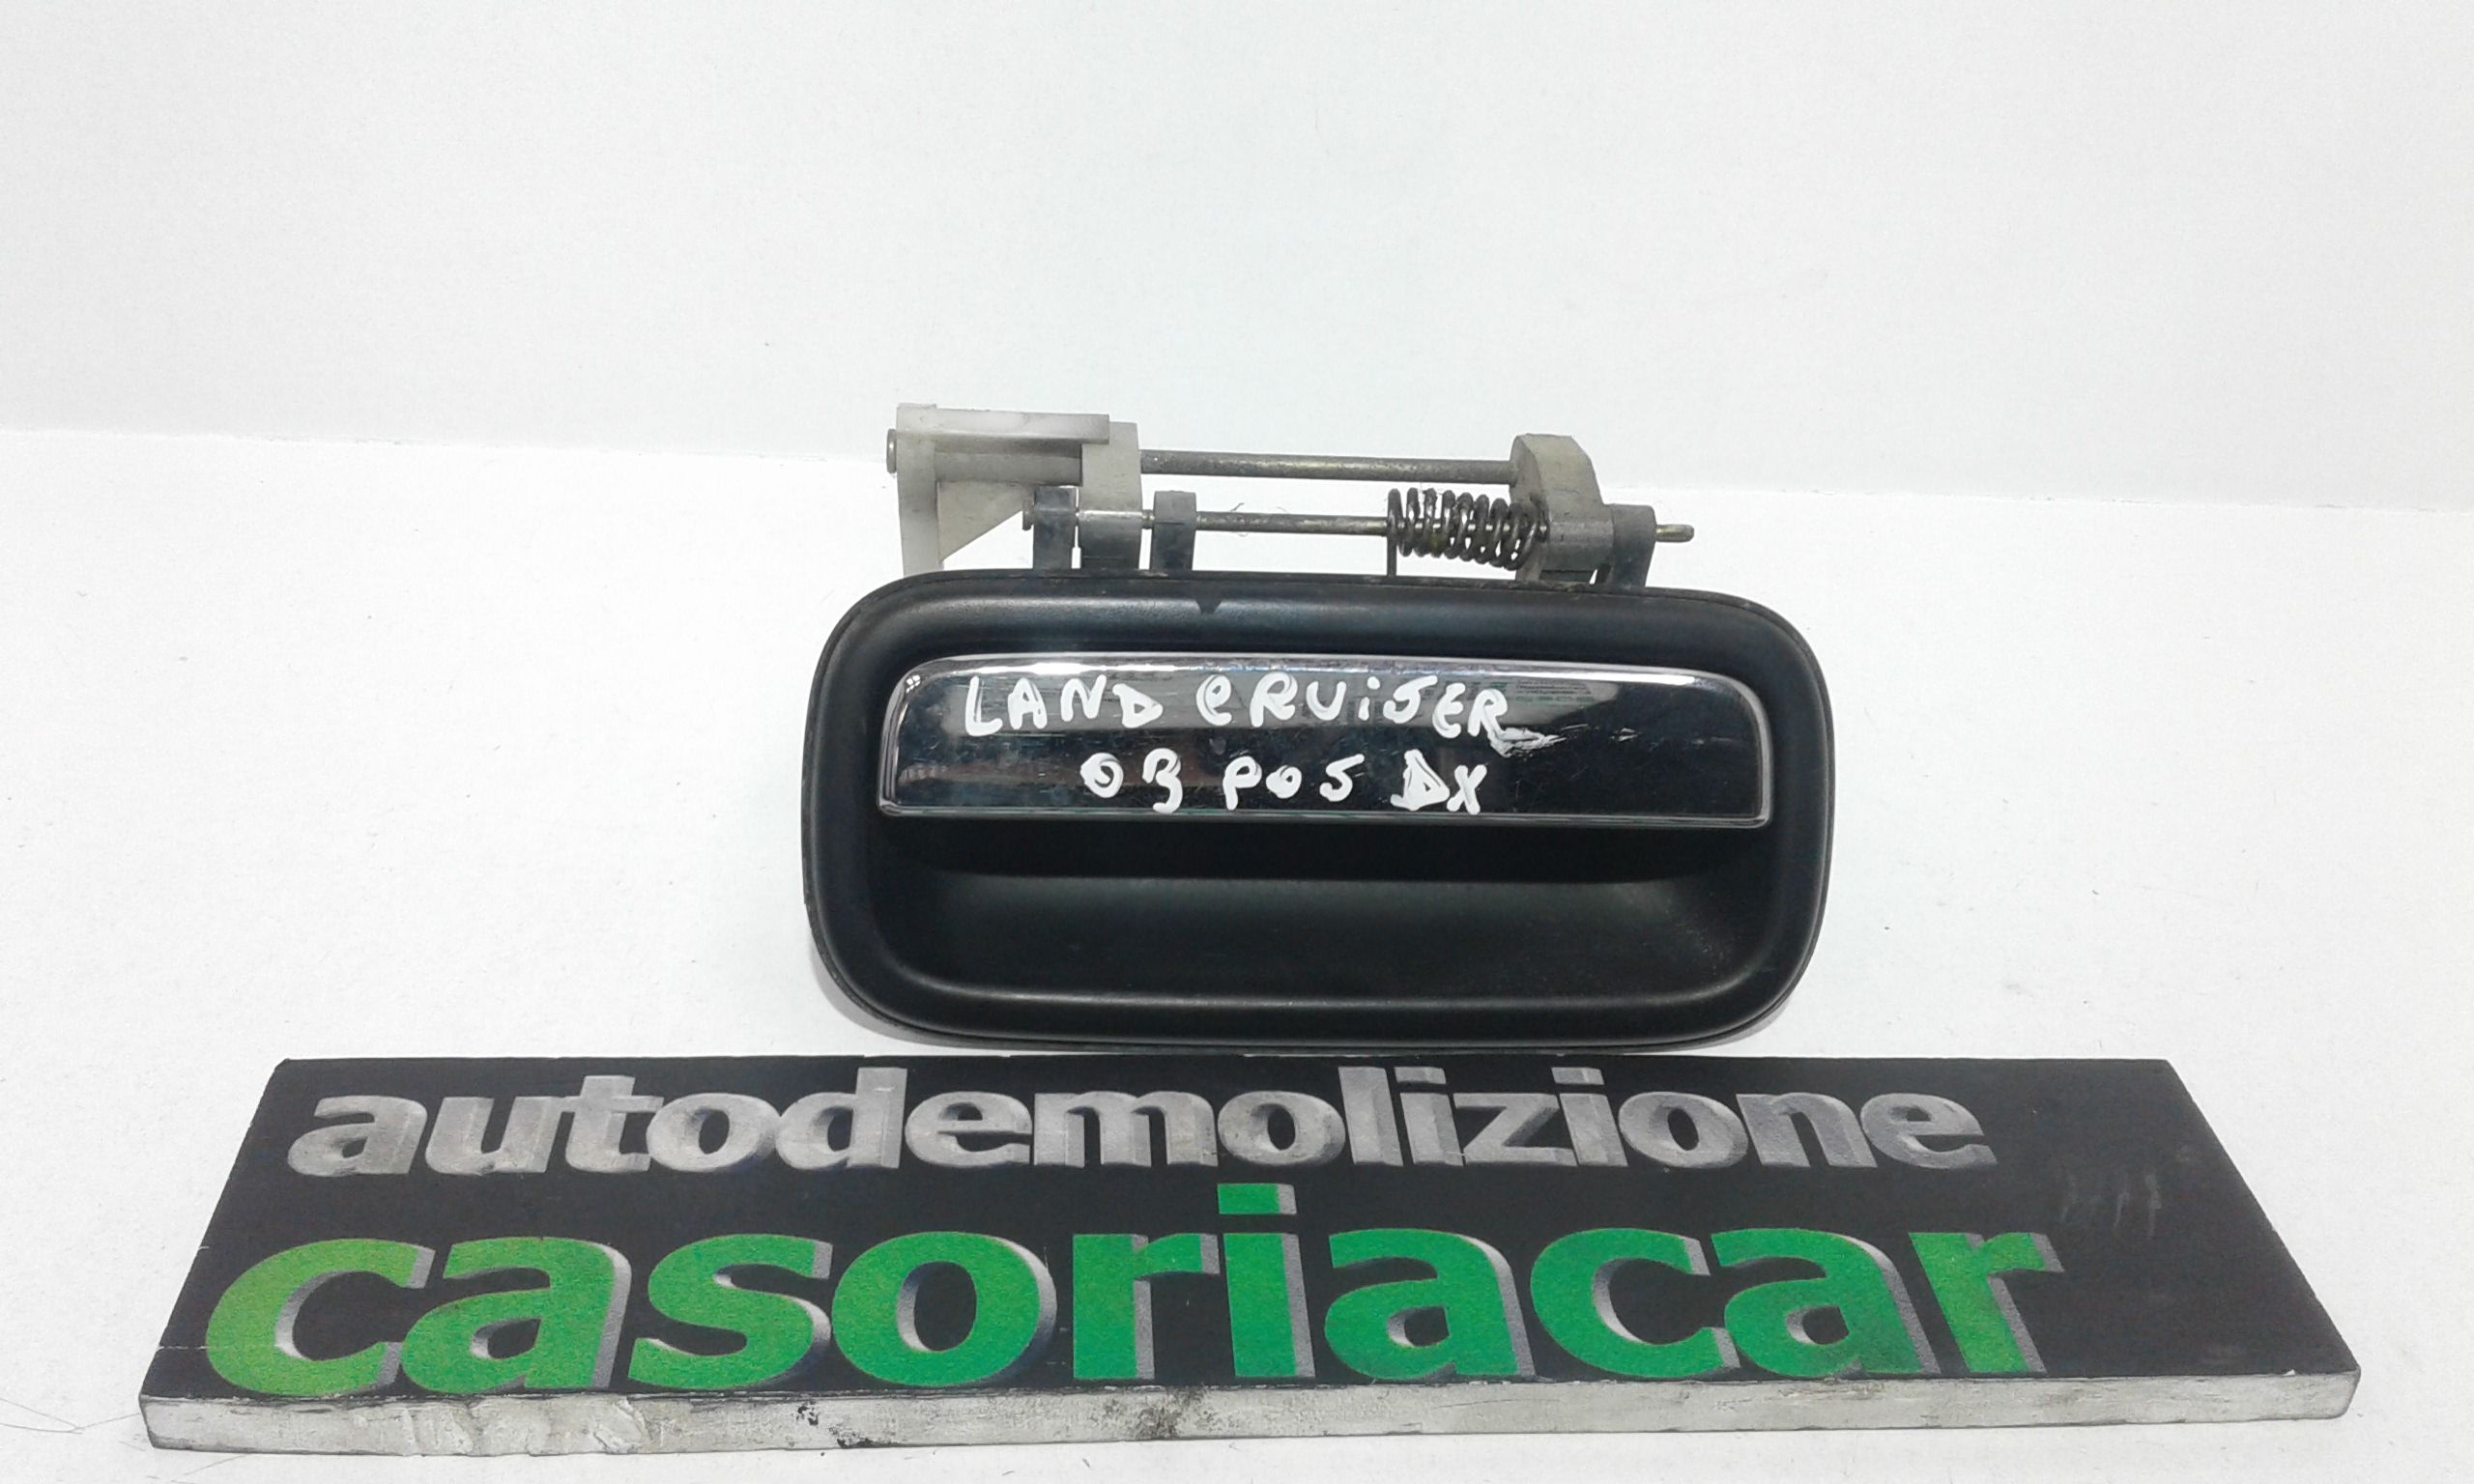 LAND CRUiSER
03 POS DX
autodemolizione
casoriacar